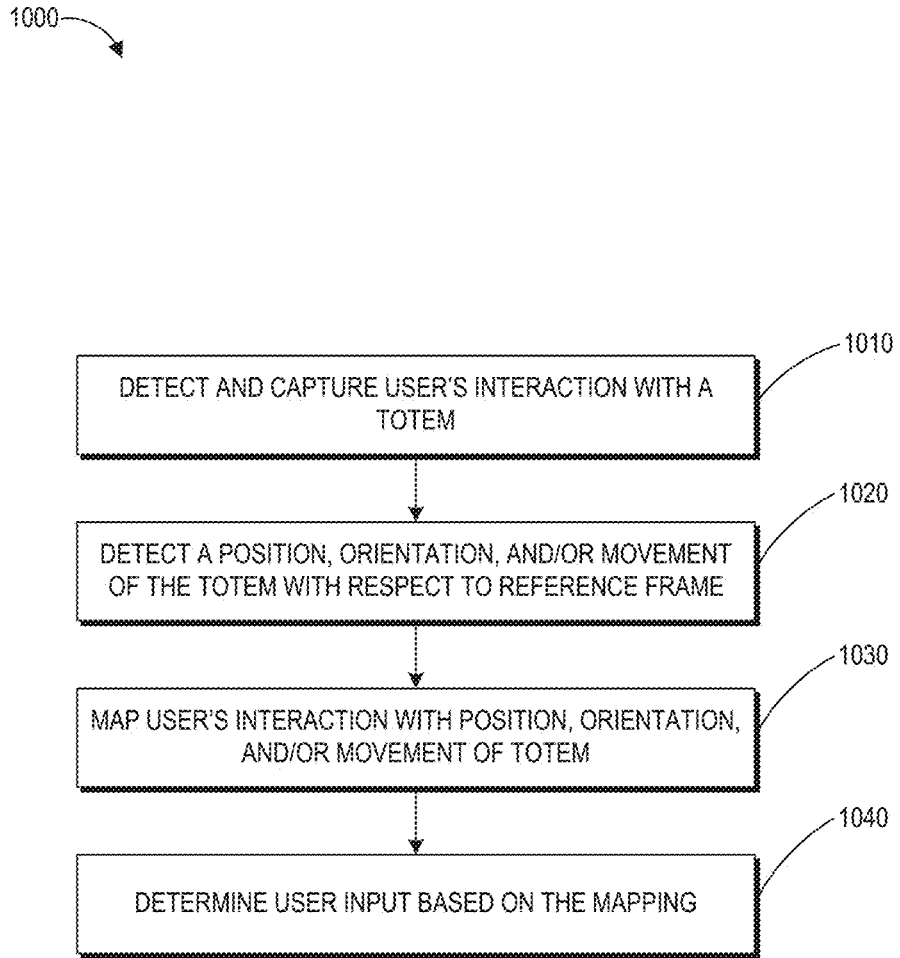 1000
1010
DETECT AND CAPTURE USER'S INTERACTION WITH A
TOTEM
1020
DETECT A POSITION, ORIENTATION, AND/OR MOVEMENT
OF THE TOTEM WITH RESPECT TO REFERENCE FRAME
1030
MAP USER'S INTERACTION WITH POSITION, ORIENTATION,
AND/OR MOVEMENT OF TOTEM
1040
DETERMINE USER INPUT BASED ON THE MAPPING